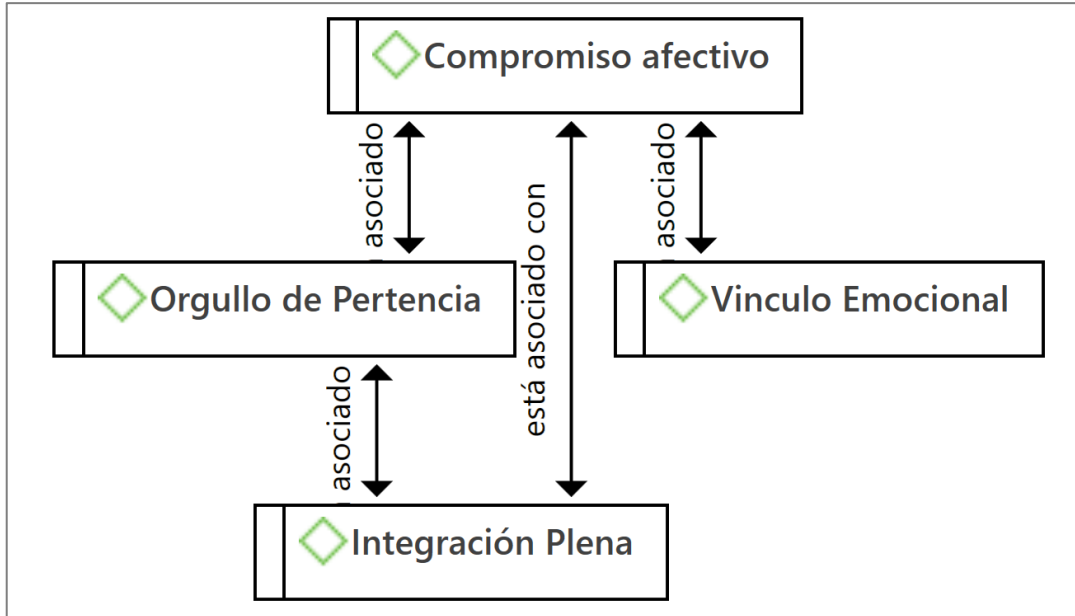 Compromiso afectivo
asociado
está asociado con
asociado
Orgullo de Pertencia
Vinculo Emocional
asociado
Integración Plena